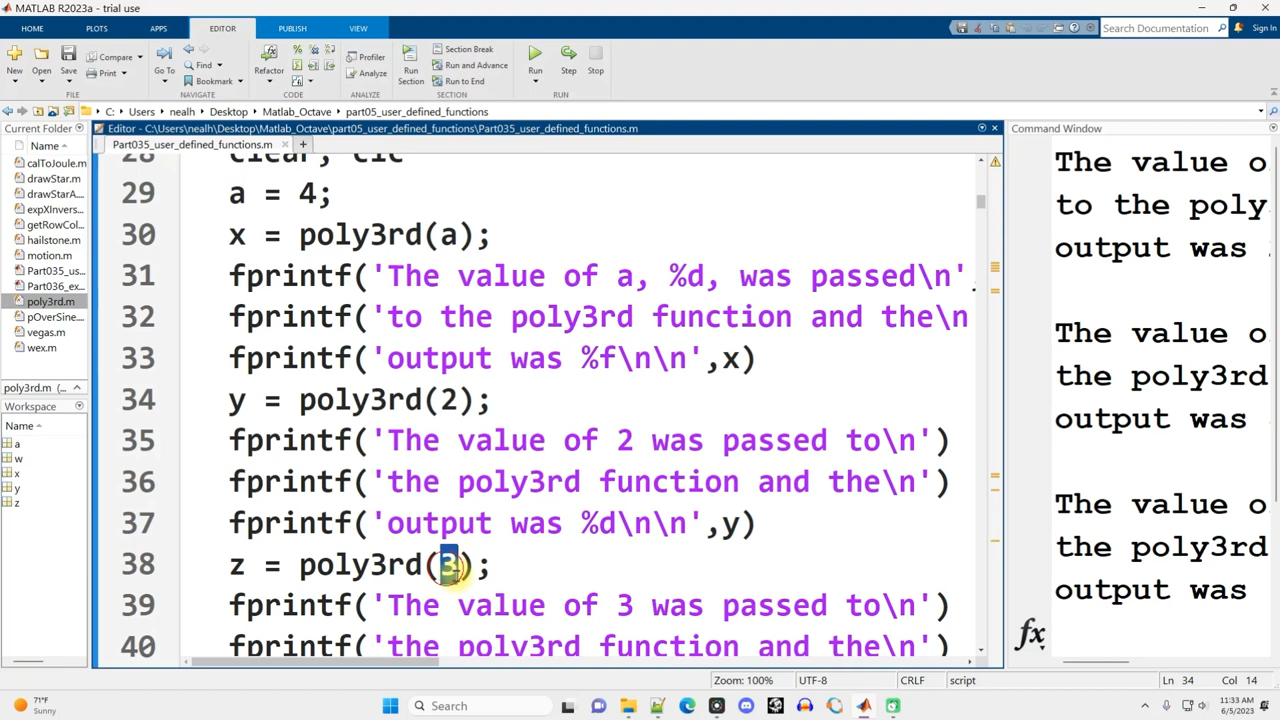 MATLAB R2023a - trial use
HOME PLOTS APPS EDITOR PUBLISH VIEW
Search Documentation Sign In
New Open Save Compare Print
Go To Find Bookmark
Refactor
Profiler Analyze
Run Section Section Break Run and Advance Run to End
Run Step Stop
FILE NAVIGATE CODE ANALYZE SECTION RUN
C: Users nealh Desktop Matlab_Octave part05_user_defined_functions
Current Folder
Name
calToJoule.m
drawStar.m
drawStarA...
expXInvers...
getRowCol...
hailstone.m
motion.m
Part035_us...
Part036_ex...
poly3rd.m
pOverSine...
vegas.m
wex.m
poly3rd.m (...
Workspace
Name
a
w
x
y
z
Editor - C:\Users\nealh\Desktop\Matlab_Octave\part05_user_defined_functions\Part035_user_defined_functions.m
Part035_user_defined_functions.m
28 clear, clc
29 a = 4;
30 x = poly3rd(a);
31 fprintf('The value of a, %d, was passed\n',
32 fprintf('to the poly3rd function and the\n
33 fprintf('output was %f\n\n',x)
34 y = poly3rd(2);
35 fprintf('The value of 2 was passed to\n')
36 fprintf('the poly3rd function and the\n')
37 fprintf('output was %d\n\n',y)
38 z = poly3rd(3);
39 fprintf('The value of 3 was passed to\n')
40 fprintf('the poly3rd function and the\n')
Command Window
The value o
to the poly
output was
The value o
the poly3rd
output was
The value o
the poly3rd
output was
fx
Zoom: 100% UTF-8 CRLF script Ln 34 Col 14
71°F
Sunny
Search
11:33 AM
6/5/2023